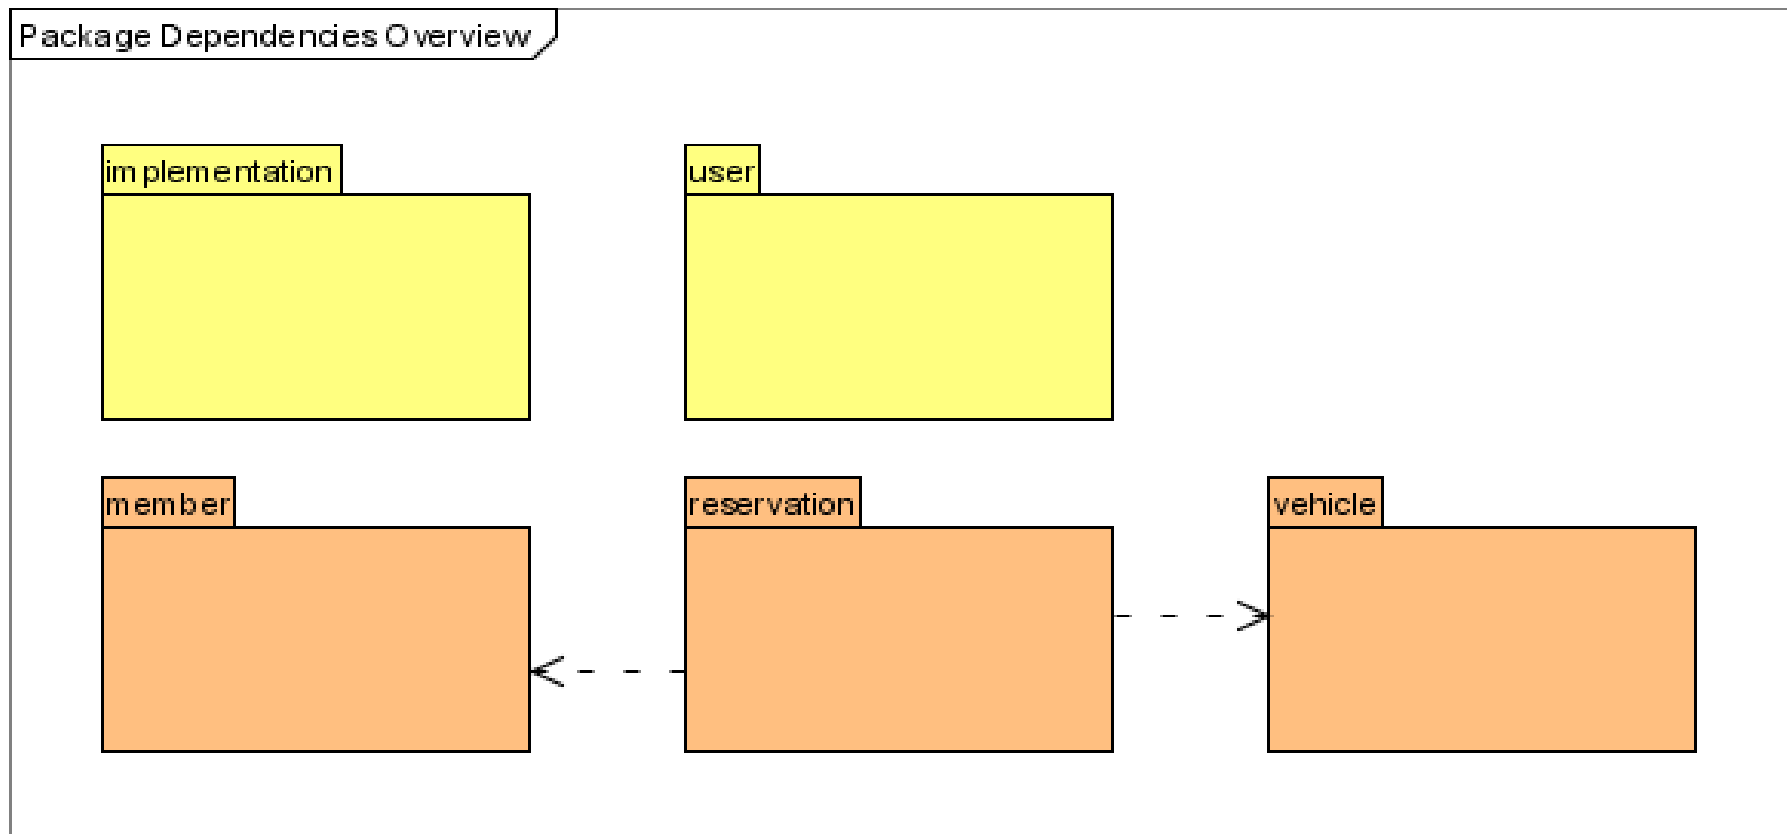 Package Dependencies Overview
implementation
user
member
reservation
vehicle